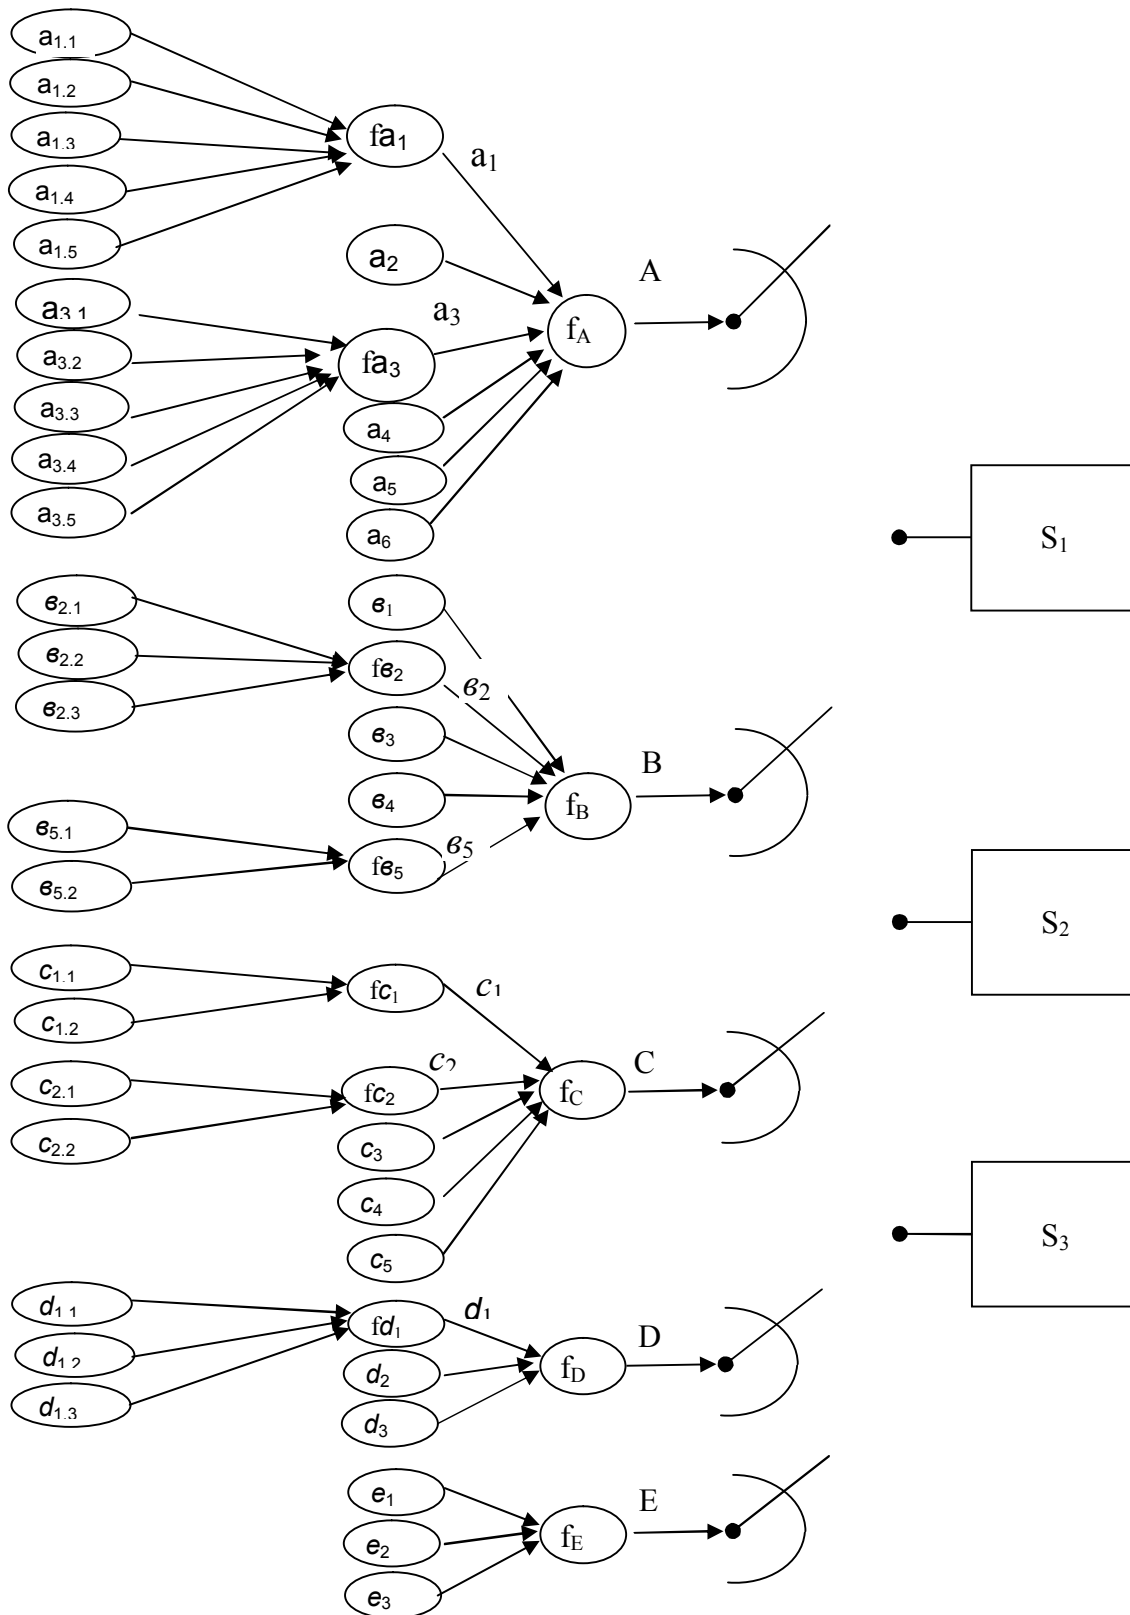 a1.1
a1.2
a1.3
a1.4
a1.5
fa1
a1
a2
a3.1
a3.2
a3.3
a3.4
a3.5
fa3
a3
a4
a5
a6
fA
A
S1
в2.1
в2.2
в2.3
в1
fв2
в2
в3
в4
в5.1
в5.2
fв5
в5
fB
B
S2
c1.1
c1.2
fc1
c1
c2.1
c2.2
fc2
c2
c3
c4
c5
fC
C
S3
d1.1
d1.2
d1.3
fd1
d1
d2
d3
fD
D
e1
e2
e3
fE
E